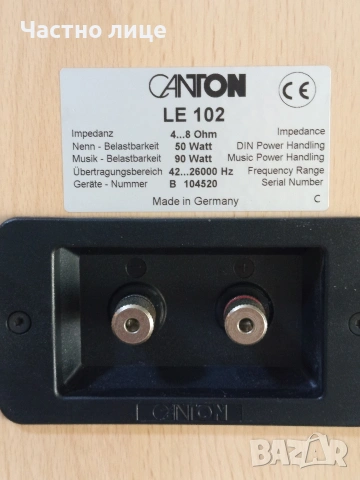 Частно лице
CANTON CE
LE 102
Impedanz 4...8 Ohm Impedance
Nenn - Belastbarkeit 50 Watt DIN Power Handling
Musik - Belastbarkeit 90 Watt Music Power Handling
Übertragungsbereich 42...26000 Hz Frequency Range
Geräte - Nummer B 104520 Serial Number
Made in Germany C
CANTON
BAZAR